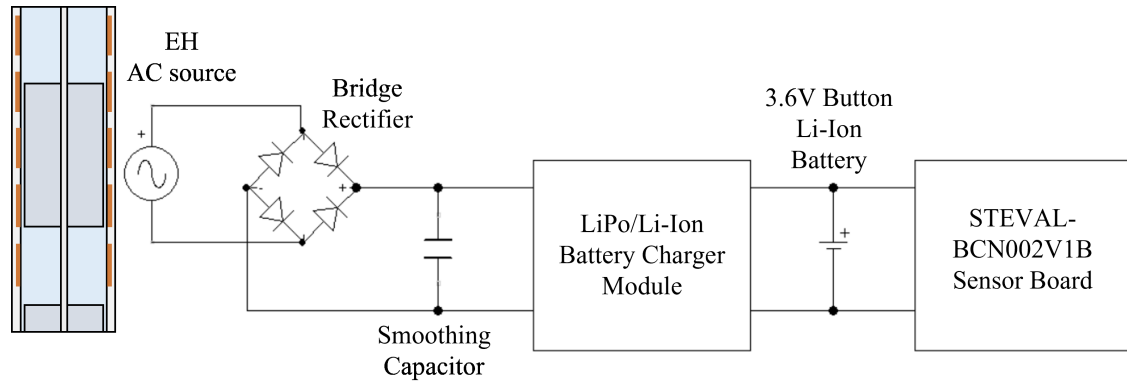 EH
AC source
+
Bridge
Rectifier
-
+
Smoothing
Capacitor
LiPo/Li-Ion
Battery Charger
Module
3.6V Button
Li-Ion
Battery
+
STEVAL-
BCN002V1B
Sensor Board